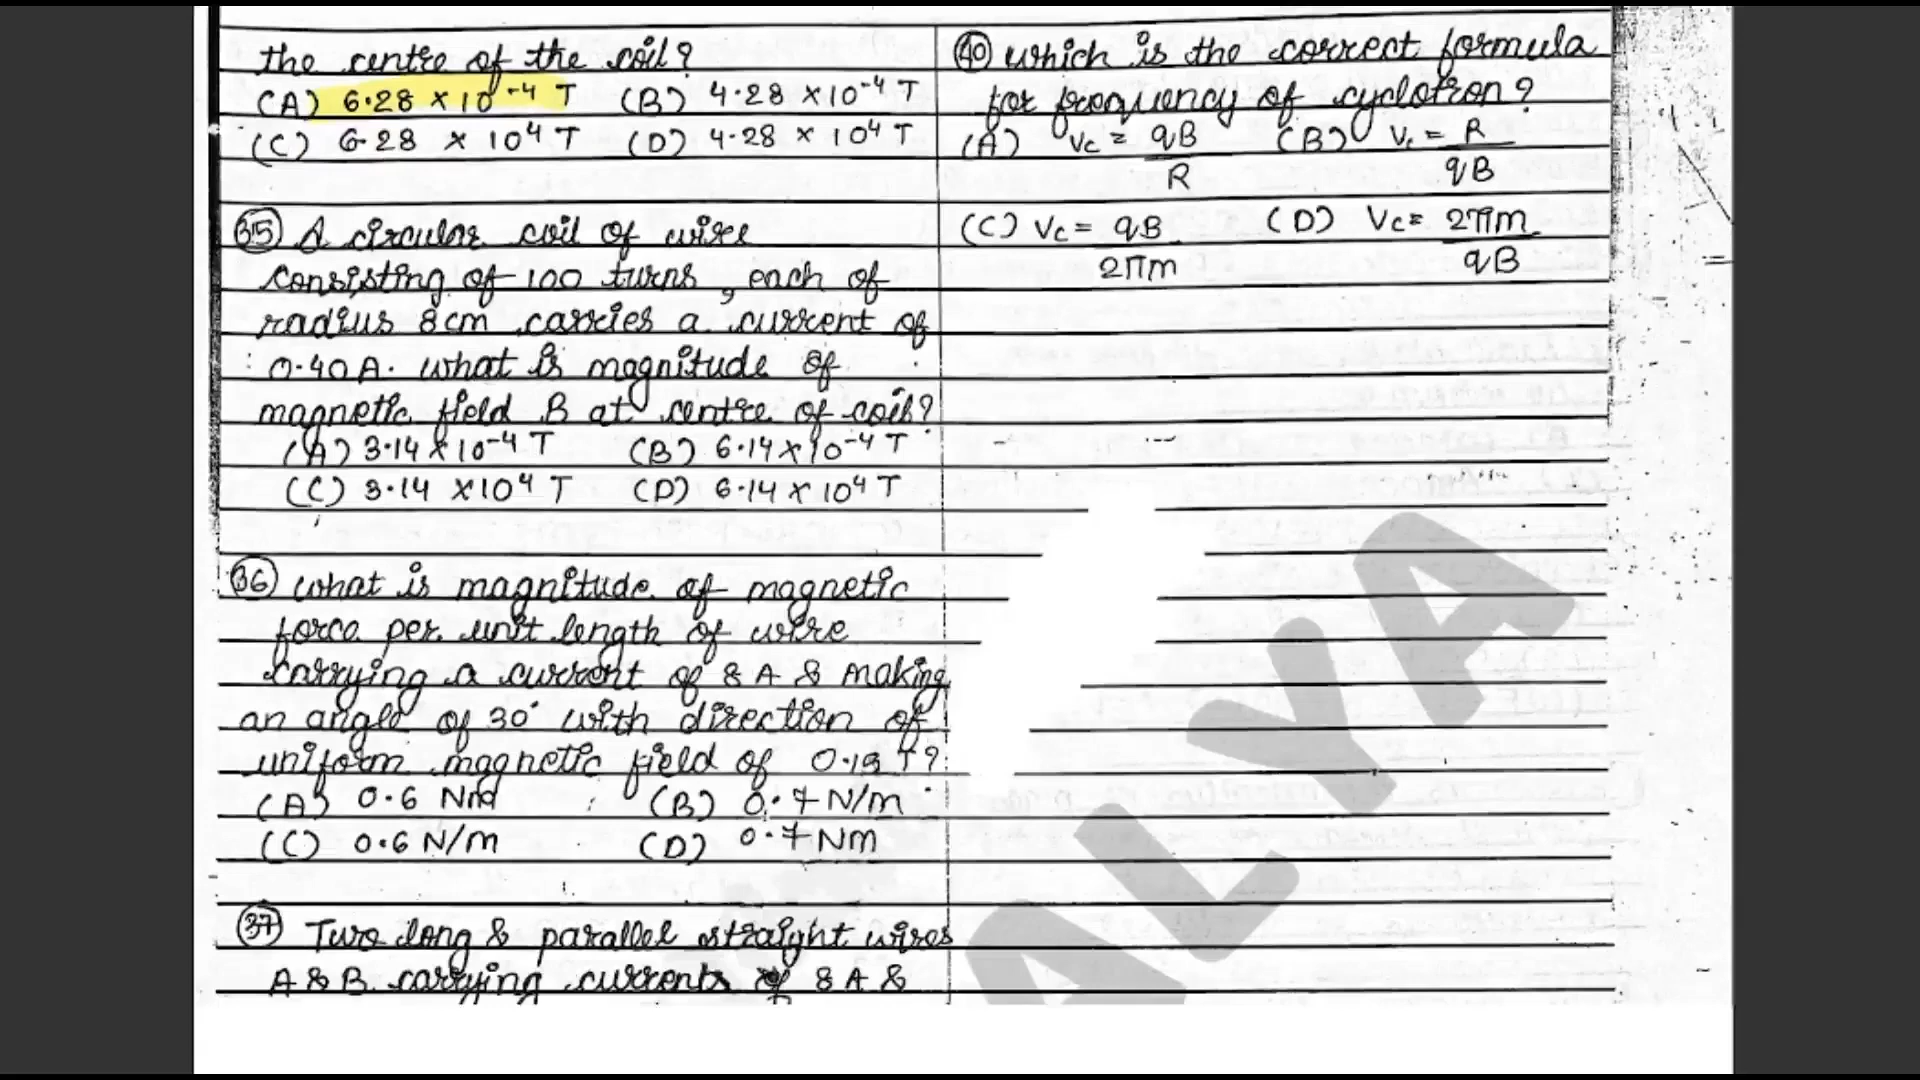 the centre of the coil?
(A) 6.28 × 10⁻⁴ T (B) 4.28 × 10⁻⁴ T
(C) 6.28 × 10⁴ T (D) 4.28 × 10⁴ T
(35) A circular coil of wire
consisting of 100 turns, each of
radius 8cm carries a current of
0.40A. what is magnitude of
magnetic field B at centre of coil?
(A) 3.14 × 10⁻⁴ T (B) 6.14 × 10⁻⁴ T
(C) 3.14 × 10⁴ T (D) 6.14 × 10⁴ T
(36) what is magnitude of magnetic
force per unit length of wire
carrying a current of 8 A & making
an angle of 30° with direction of
uniform magnetic field of T?
(A) 0.6 Nm (B) 0.7 N/m
(C) 0.6 N/m (D) 0.7 Nm
(37) Two long & parallel straight wires
A & B carrying currents of 8 A &
(40) which is the correct formula
for frequency of cyclotron?
(A) Vc = qB / R (B) Vc = R / qB
(C) Vc = qB / 2πm (D) Vc = 2πm / qB
ALYA